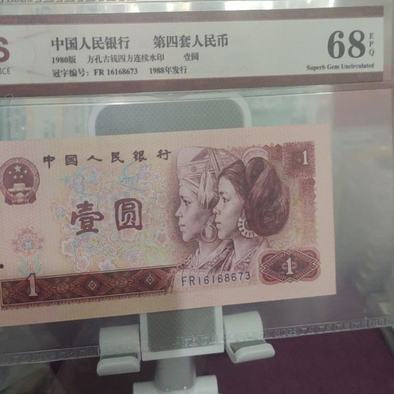 S
中国人民银行 第四套人民币
1980版 方孔古钱四方连续水印 壹圆
冠字编号: FR 16168673 1988年发行
68 EPQ
Superb Gem Uncirculated
中国人民银行
1
壹圆
FR16168673
1
1